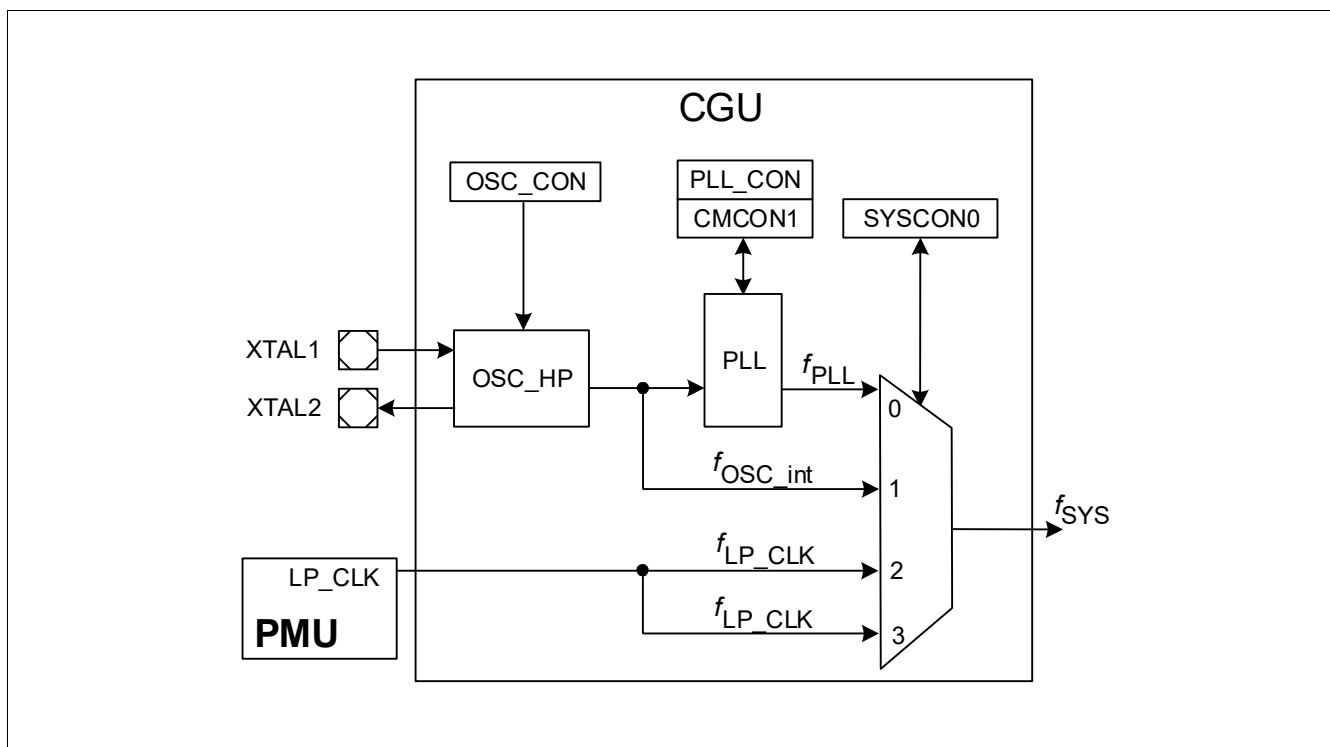 CGU
OSC_CON
PLL_CON
CMCON1
SYSCON0
XTAL1
XTAL2
OSC_HP
PLL
fPLL
0
fOSC_int
1
fSYS
fLP_CLK
2
LP_CLK
PMU
fLP_CLK
3